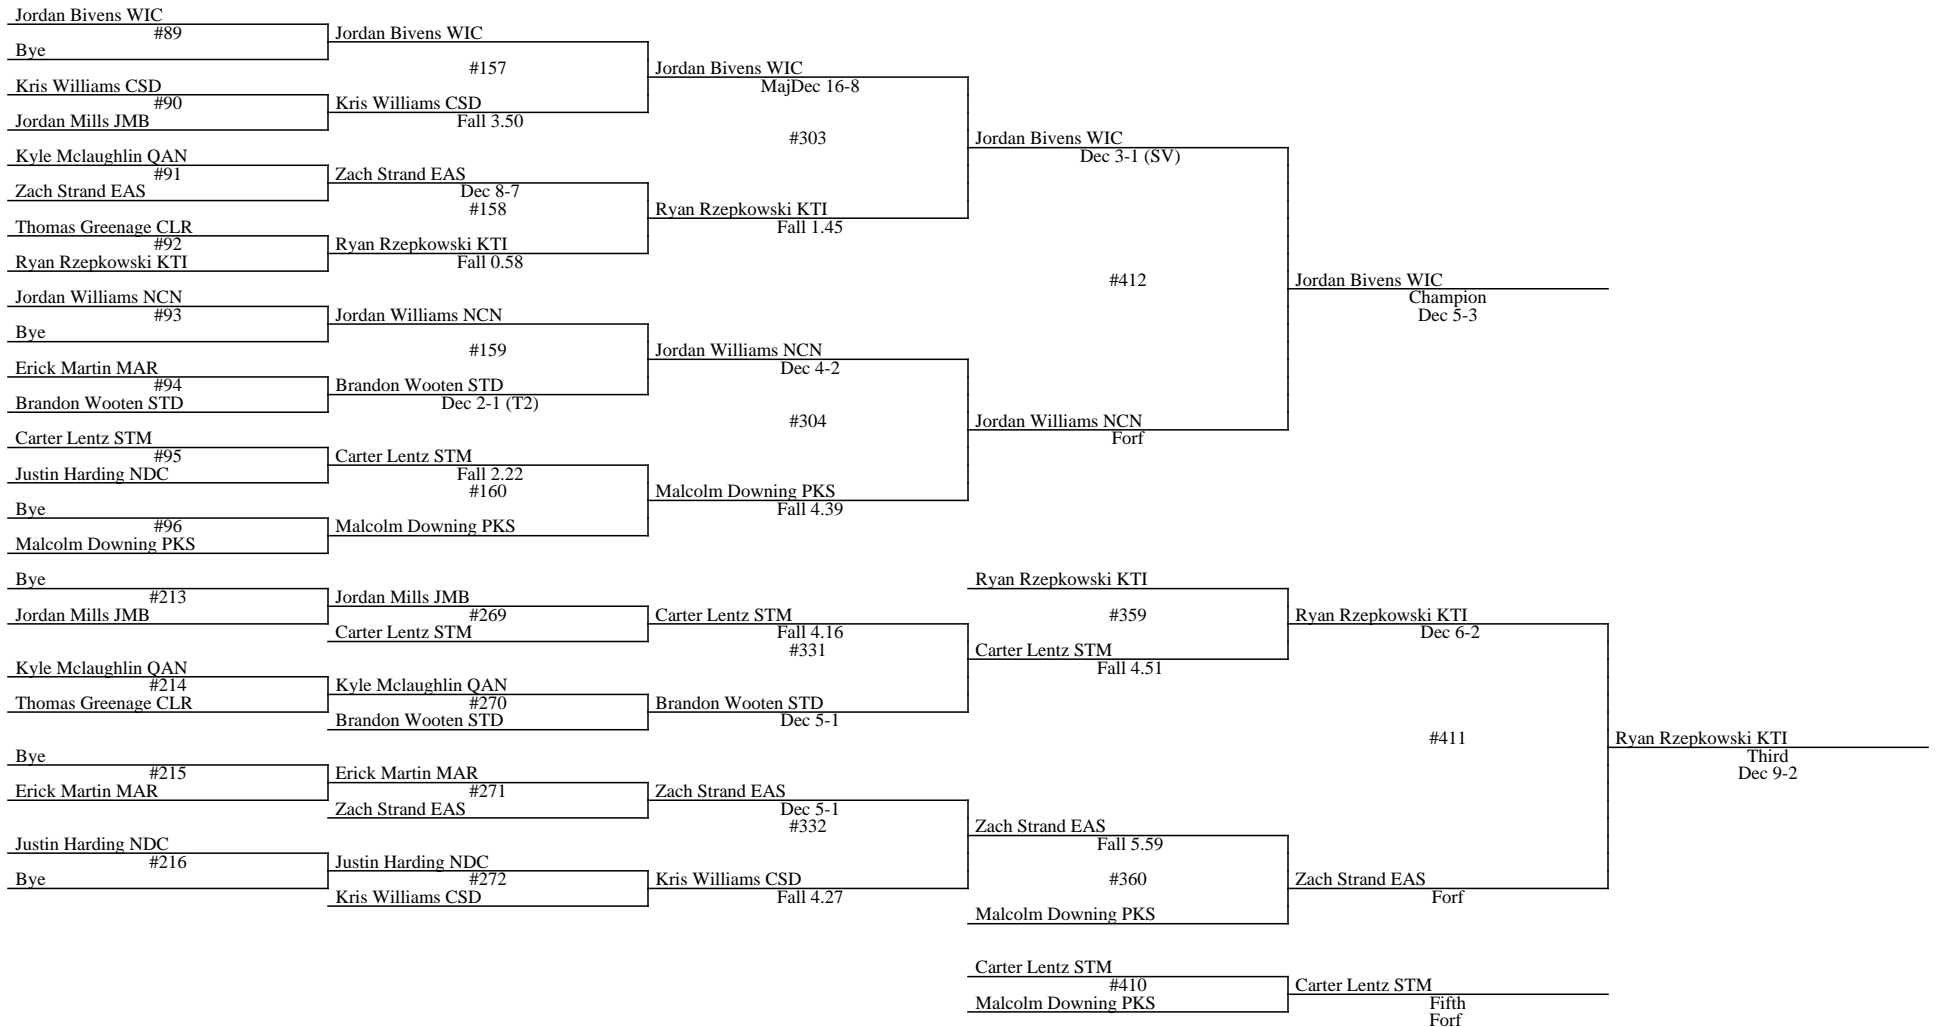 Jordan Bivens WIC
#89
Bye
Jordan Bivens WIC
#157
Kris Williams CSD
#90
Jordan Mills JMB
Kris Williams CSD
Fall 3.50
Jordan Bivens WIC
MajDec 16-8
#303
Kyle Mclaughlin QAN
#91
Zach Strand EAS
Zach Strand EAS
Dec 8-7
#158
Thomas Greenage CLR
#92
Ryan Rzepkowski KTI
Ryan Rzepkowski KTI
Fall 0.58
Ryan Rzepkowski KTI
Fall 1.45
Jordan Bivens WIC
Dec 3-1 (SV)
#412
Jordan Williams NCN
#93
Bye
Jordan Williams NCN
#159
Erick Martin MAR
#94
Brandon Wooten STD
Brandon Wooten STD
Dec 2-1 (T2)
Jordan Williams NCN
Dec 4-2
#304
Carter Lentz STM
#95
Justin Harding NDC
Carter Lentz STM
Fall 2.22
#160
Bye
#96
Malcolm Downing PKS
Malcolm Downing PKS
Malcolm Downing PKS
Fall 4.39
Jordan Williams NCN
Forf
Jordan Bivens WIC
Champion
Dec 5-3
Bye
#213
Jordan Mills JMB
Jordan Mills JMB
#269
Carter Lentz STM
Carter Lentz STM
Fall 4.16
#331
Kyle Mclaughlin QAN
#214
Thomas Greenage CLR
Kyle Mclaughlin QAN
#270
Brandon Wooten STD
Brandon Wooten STD
Dec 5-1
Ryan Rzepkowski KTI
#359
Carter Lentz STM
Fall 4.51
Ryan Rzepkowski KTI
Dec 6-2
#411
Bye
#215
Erick Martin MAR
Erick Martin MAR
#271
Zach Strand EAS
Zach Strand EAS
Dec 5-1
#332
Justin Harding NDC
#216
Bye
Justin Harding NDC
#272
Kris Williams CSD
Kris Williams CSD
Fall 4.27
Zach Strand EAS
Fall 5.59
#360
Malcolm Downing PKS
Zach Strand EAS
Forf
Ryan Rzepkowski KTI
Third
Dec 9-2
Carter Lentz STM
#410
Malcolm Downing PKS
Carter Lentz STM
Fifth
Forf